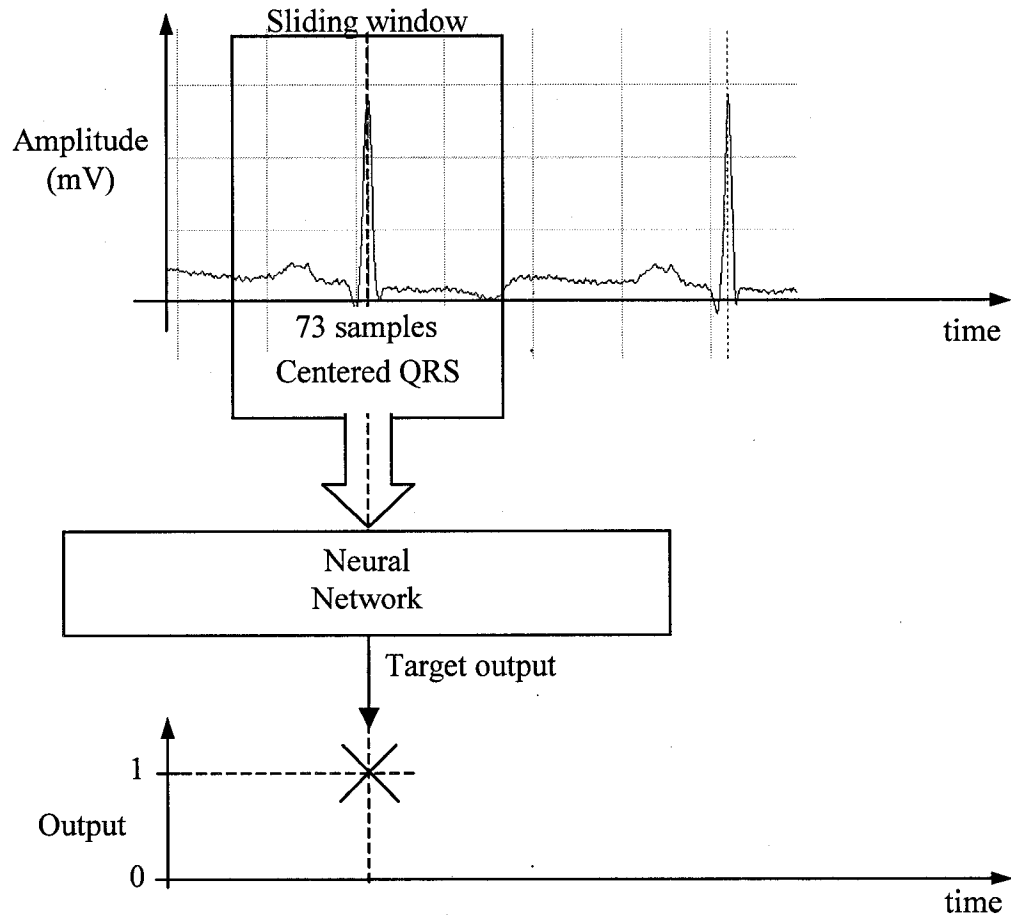 Sliding window
Amplitude
(mV)
73 samples
time
Centered QRS
Neural
Network
Target output
1
Output
0
time